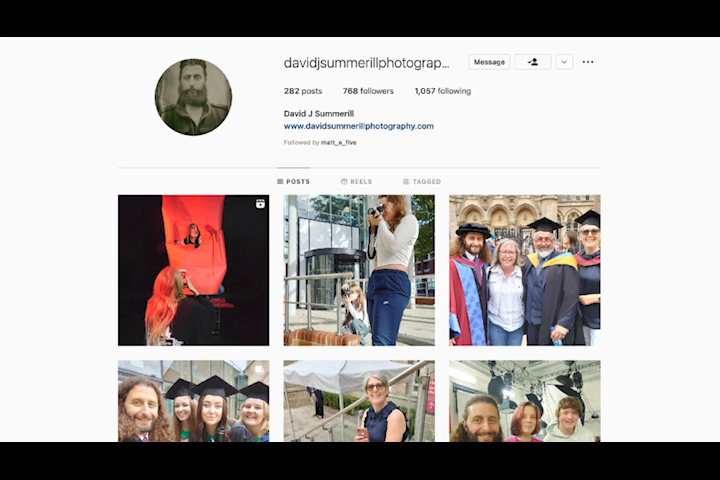 davidjsummerillphotograp...
Message
282 posts 768 followers 1,057 following
David J Summerill
www.davidsummerillphotography.com
Followed by matt_e_five
POSTS REELS TAGGED